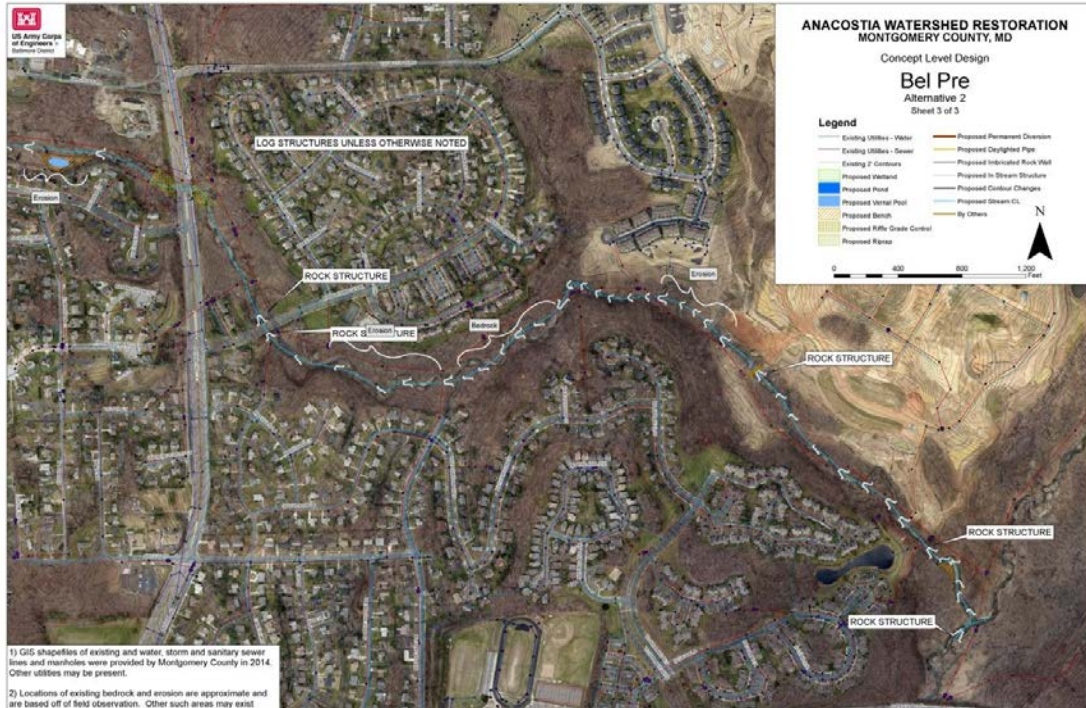 US Army Corps
of Engineers
Baltimore District
ANACOSTIA WATERSHED RESTORATION
MONTGOMERY COUNTY, MD
Concept Level Design
Bel Pre
Alternative 2
Sheet 3 of 3
Legend
Existing Utilities - Water
Existing Utilities - Sewer
Existing 2' Contours
Proposed Wetland
Proposed Pond
Proposed Vernal Pool
Proposed Bench
Proposed Riffle Grade Control
Proposed Riprap
Proposed Permanent Diversion
Proposed Daylighted Pipe
Proposed Imbricated Rock Wall
Proposed In Stream Structure
Proposed Contour Changes
Proposed Stream CL
By Others
N
0 400 800 1,200
Feet
LOG STRUCTURES UNLESS OTHERWISE NOTED
Erosion
ROCK STRUCTURE
Erosion
ROCK STRUCTURE
Erosion
Bedrock
ROCK STRUCTURE
ROCK STRUCTURE
ROCK STRUCTURE
1) GIS shapefiles of existing and water, storm and sanitary sewer
lines and manholes were provided by Montgomery County in 2014.
Other utilities may be present.
2) Locations of existing bedrock and erosion are approximate and
are based off of field observation. Other such areas may exist